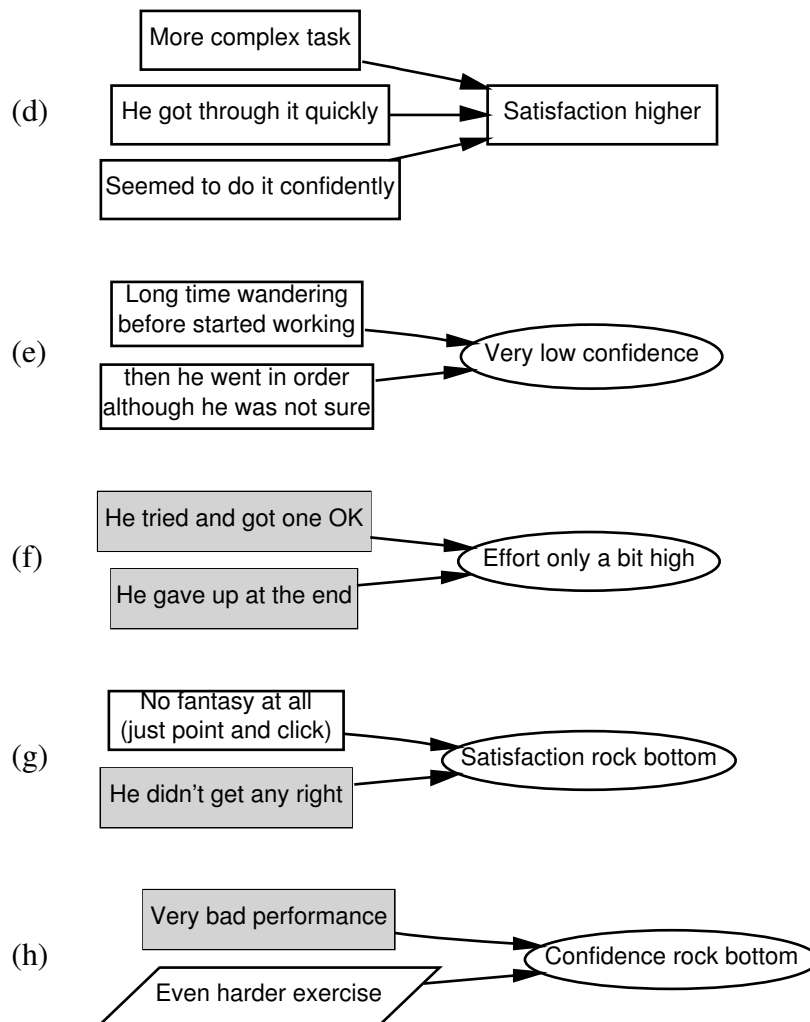 (d)
More complex task
He got through it quickly
Seemed to do it confidently
Satisfaction higher
(e)
Long time wandering
before started working
then he went in order
although he was not sure
Very low confidence
(f)
He tried and got one OK
He gave up at the end
Effort only a bit high
(g)
No fantasy at all
(just point and click)
He didn't get any right
Satisfaction rock bottom
(h)
Very bad performance
Even harder exercise
Confidence rock bottom